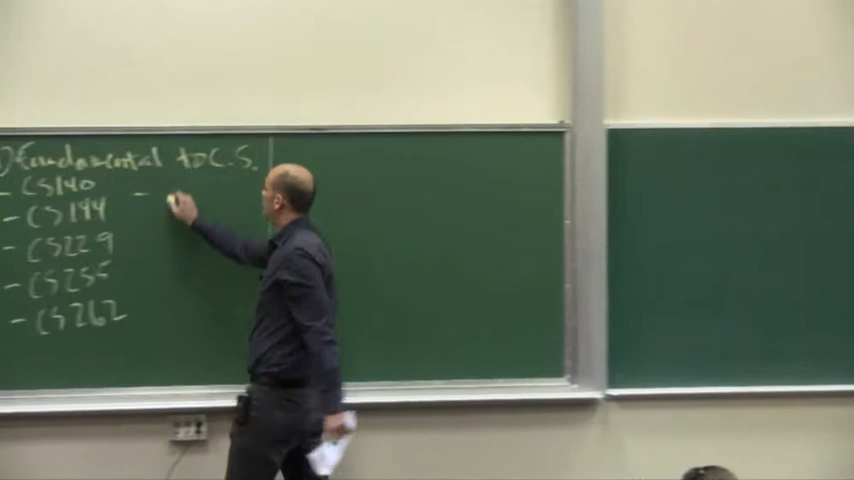 Fundamental to C.S.
- CS140 -
- CS144
- CS229
- CS255
- CS262